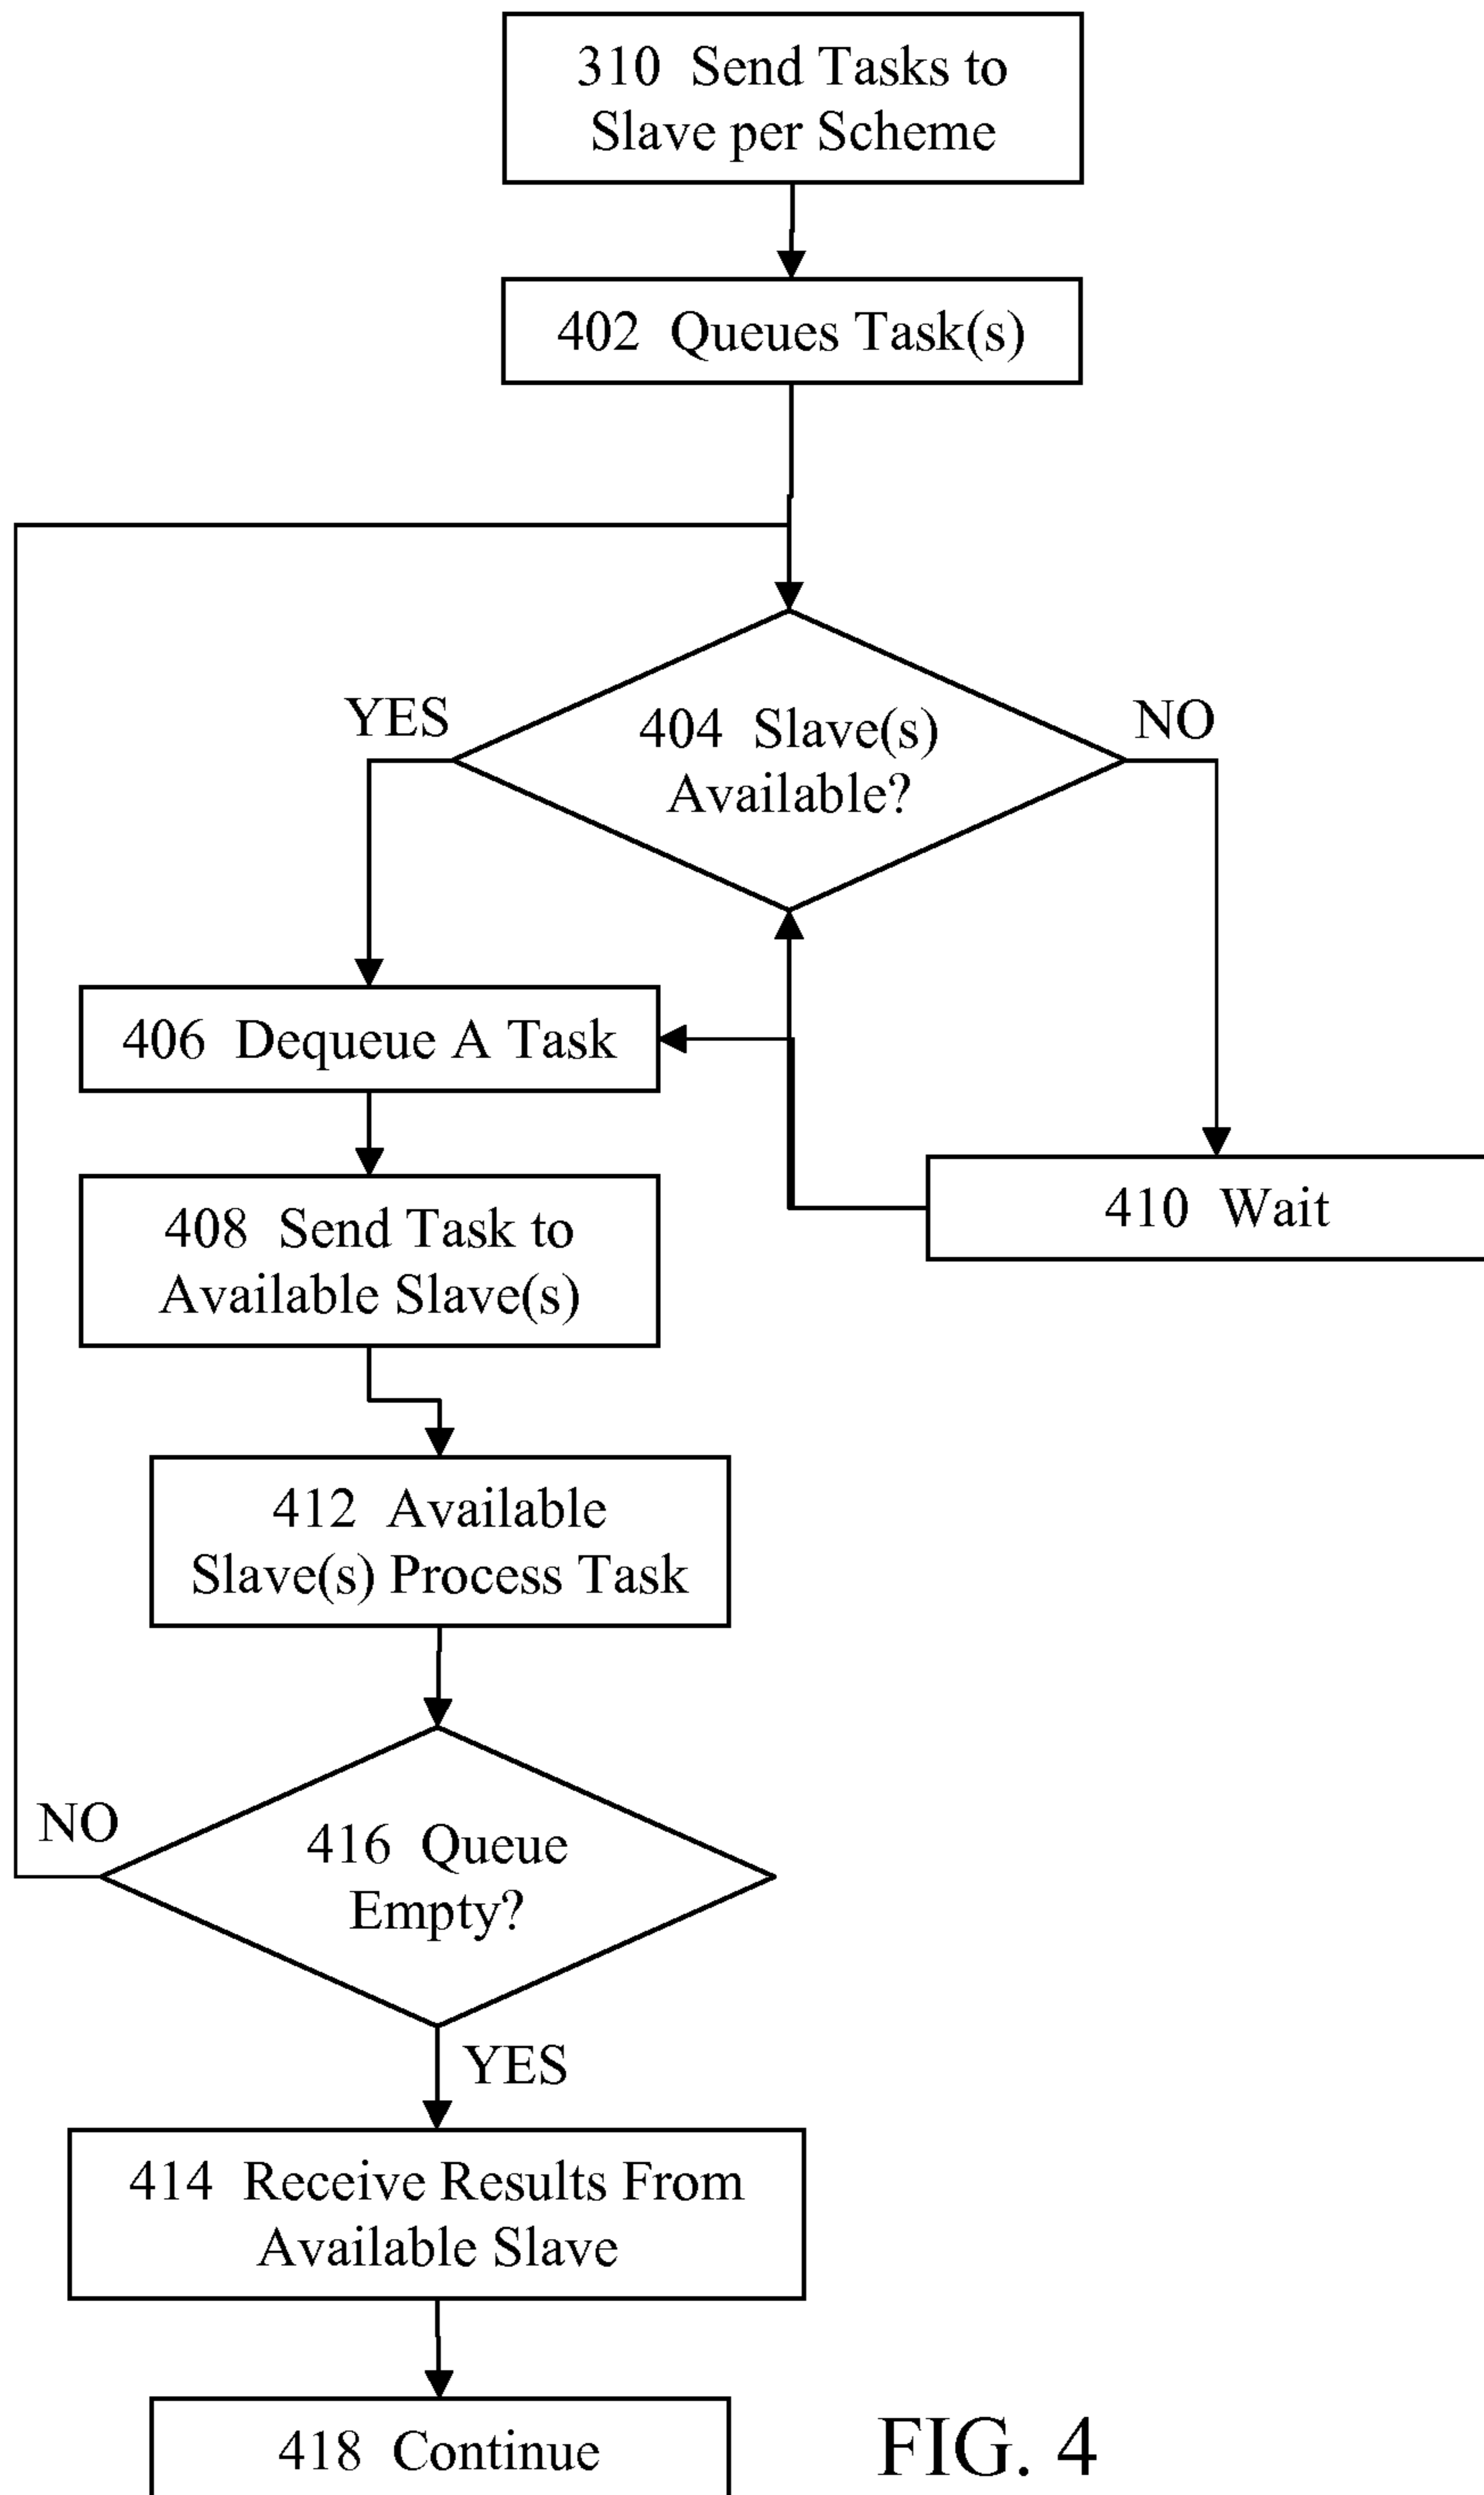 310 Send Tasks to
Slave per Scheme
402 Queues Task(s)
YES
NO
404 Slave(s)
Available?
406 Dequeue A Task
408 Send Task to
Available Slave(s)
410 Wait
412 Available
Slave(s) Process Task
NO
416 Queue
Empty?
YES
414 Receive Results From
Available Slave
418 Continue
FIG. 4